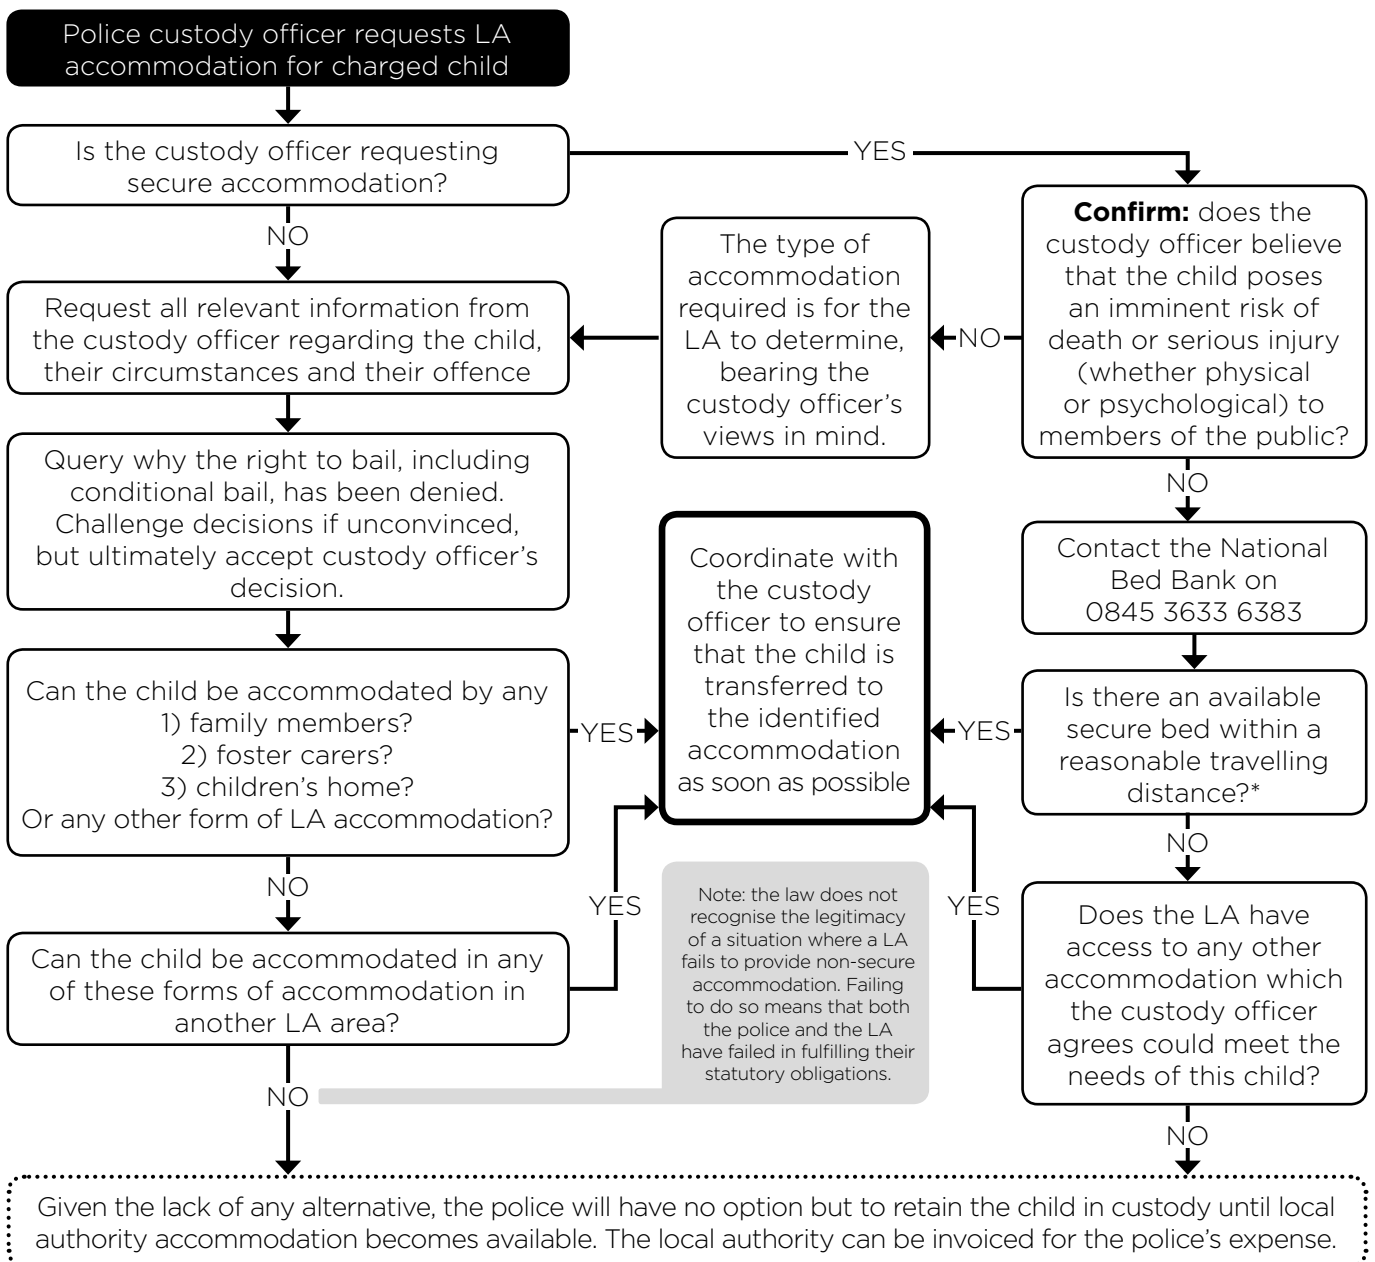 Police custody officer requests LA
accommodation for charged child
Is the custody officer requesting
secure accommodation?
YES
NO
Confirm: does the
custody officer believe
that the child poses
an imminent risk of
death or serious injury
(whether physical
or psychological) to
members of the public?
NO
The type of
accommodation
required is for the
LA to determine,
bearing the
custody officer's
views in mind.
Request all relevant information from
the custody officer regarding the child,
their circumstances and their offence
Query why the right to bail, including
conditional bail, has been denied.
Challenge decisions if unconvinced,
but ultimately accept custody officer's
decision.
NO
Contact the National
Bed Bank on
0845 3633 6383
Coordinate with
the custody
officer to ensure
that the child is
transferred to
the identified
accommodation
as soon as possible
Can the child be accommodated by any
1) family members?
2) foster carers?
3) children's home?
Or any other form of LA accommodation?
YES
YES
Is there an available
secure bed within a
reasonable travelling
distance?*
NO
NO
Can the child be accommodated in any
of these forms of accommodation in
another LA area?
YES
Note: the law does not
recognise the legitimacy
of a situation where a LA
fails to provide non-secure
accommodation. Failing
to do so means that both
the police and the LA
have failed in fulfilling their
statutory obligations.
YES
Does the LA have
access to any other
accommodation which
the custody officer
agrees could meet the
needs of this child?
NO
NO
Given the lack of any alternative, the police will have no option but to retain the child in custody until local
authority accommodation becomes available. The local authority can be invoiced for the police's expense.